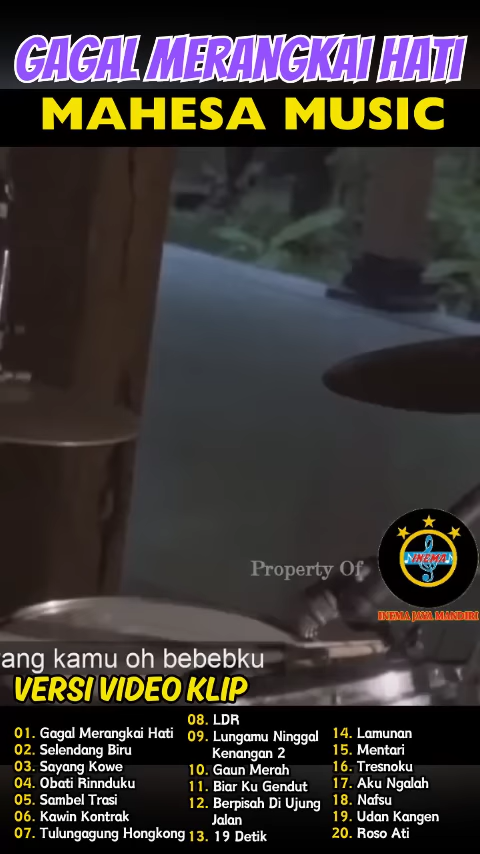 GAGAL MERANGKAI HATI
MAHESA MUSIC
Property Of
INEMA
INEMA JAYA MANDIRI
ang kamu oh bebebku
VERSI VIDEO KLIP
01. Gagal Merangkai Hati
02. Selendang Biru
03. Sayang Kowe
04. Obati Rinnduku
05. Sambel Trasi
06. Kawin Kontrak
07. Tulungagung Hongkong
08. LDR
09. Lungamu Ninggal
Kenangan 2
10. Gaun Merah
11. Biar Ku Gendut
12. Berpisah Di Ujung
Jalan
13. 19 Detik
14. Lamunan
15. Mentari
16. Tresnoku
17. Aku Ngalah
18. Nafsu
19. Udan Kangen
20. Roso Ati